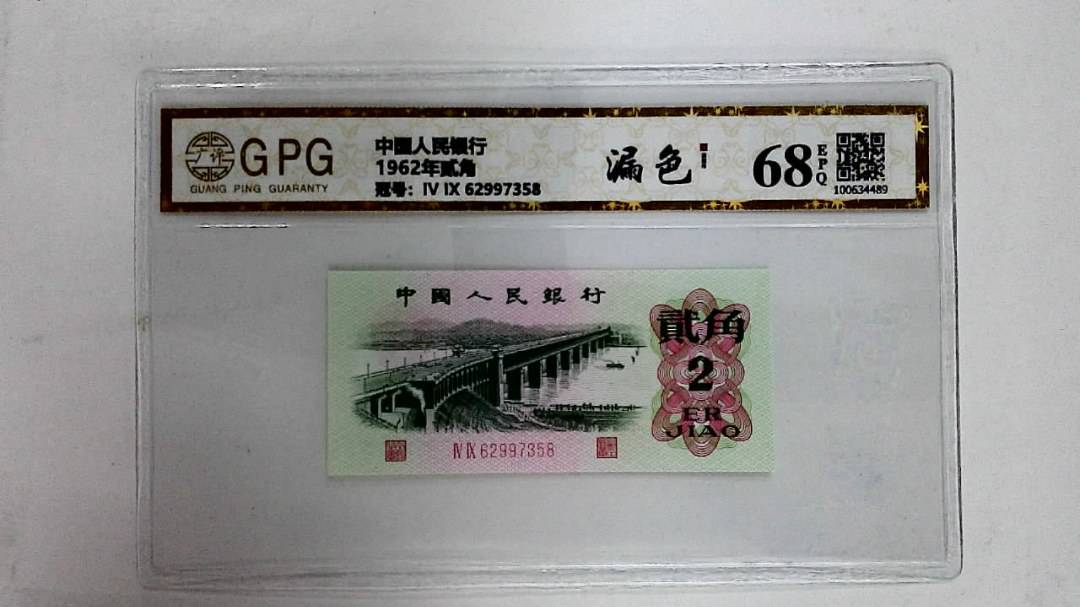 GPG
GUANG PING GUARANTY
中國人民銀行
1962年贰角
冠号: IV IX 62997358
漏色
68 EPQ
100634489
中國人民銀行
貳角
2
ER
JIAO
IV IX 62997358